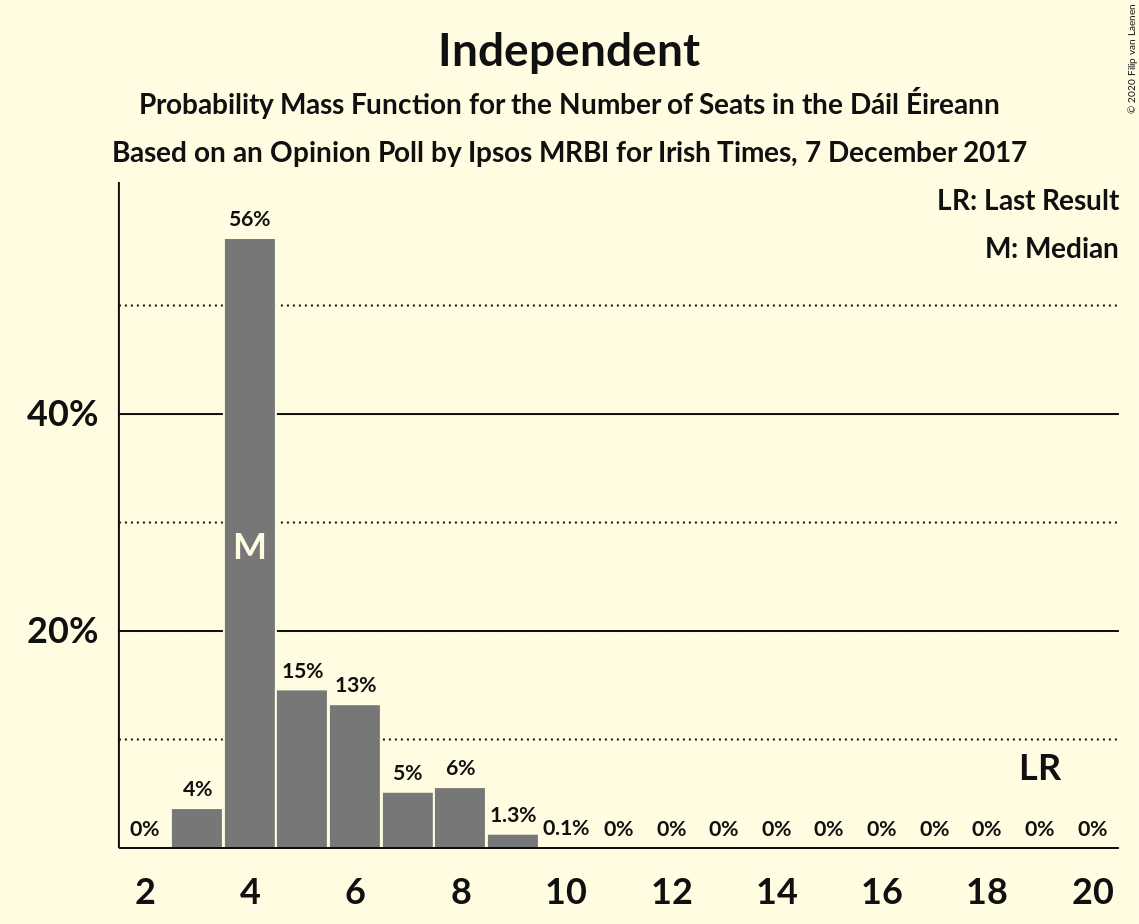 Independent
Probability Mass Function for the Number of Seats in the Dáil Éireann
Based on an Opinion Poll by Ipsos MRBI for Irish Times, 7 December 2017
© 2020 Filip van Laenen
LR: Last Result
M: Median
56%
40%
M
20%
15%
13%
LR
6%
5%
4%
1.3%
0% 0.1% 0% 0% 0% 0% 0% 0% 0% 0% 0% 0%
2 4 6 8 10 12 14 16 18 20